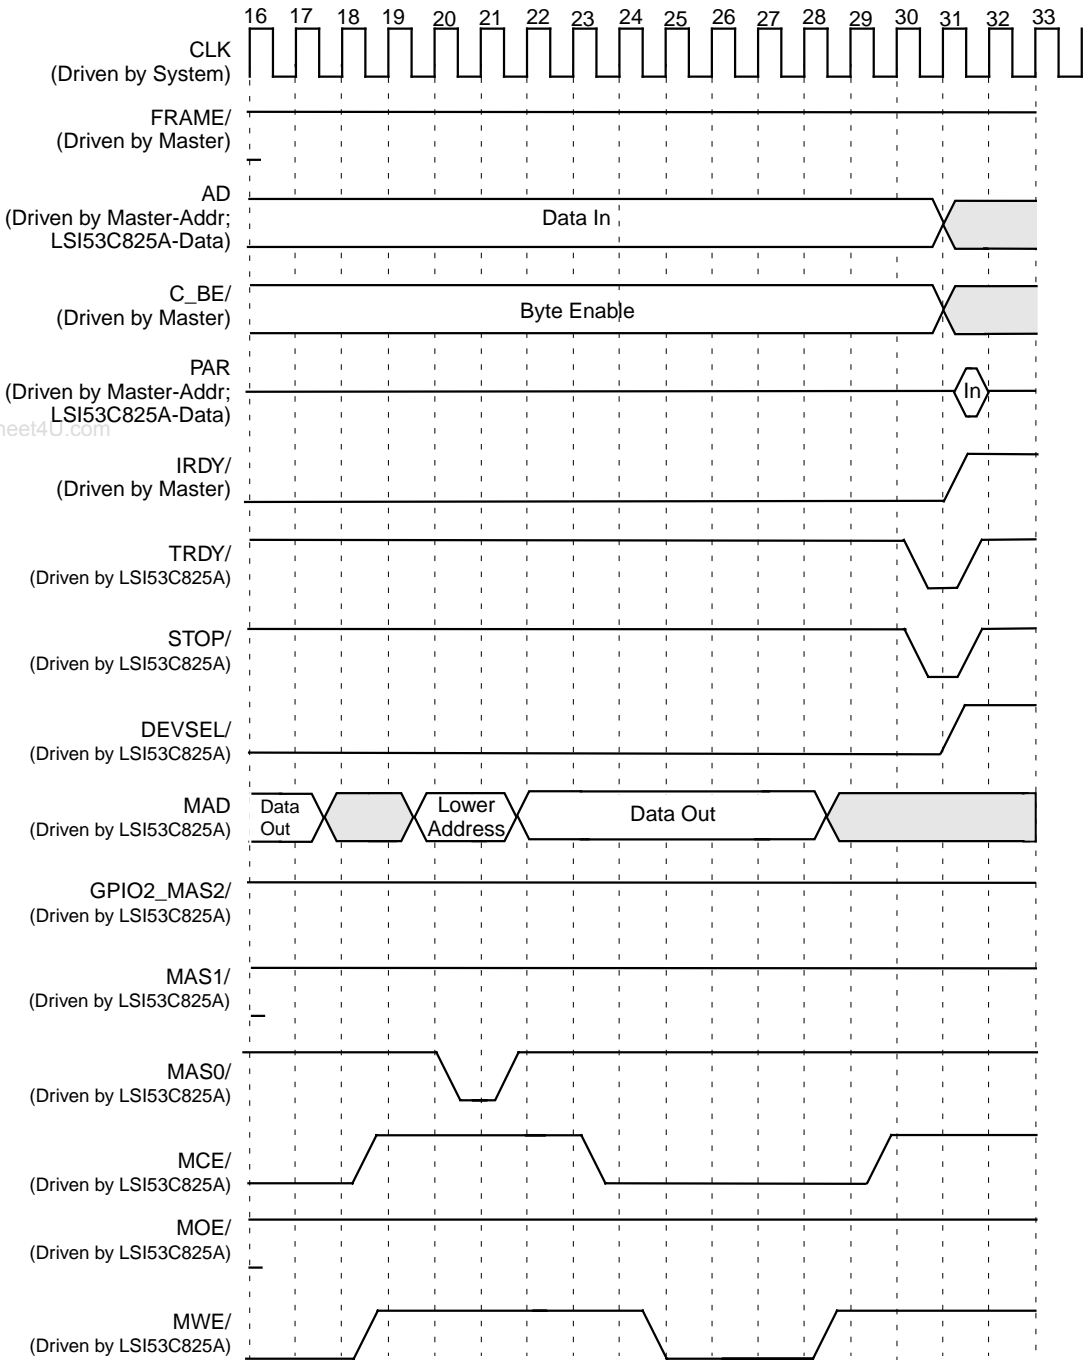 16 17 18 19 20 21 22 23 24 25 26 27 28 29 30 31 32 33
CLK
(Driven by System)
FRAME/
(Driven by Master)
AD
(Driven by Master-Addr;
LSI53C825A-Data)
Data In
C_BE/
(Driven by Master)
Byte Enable
PAR
(Driven by Master-Addr;
LSI53C825A-Data)
In
heet4U.com
IRDY/
(Driven by Master)
TRDY/
(Driven by LSI53C825A)
STOP/
(Driven by LSI53C825A)
DEVSEL/
(Driven by LSI53C825A)
MAD
(Driven by LSI53C825A)
Data
Out
Lower
Address
Data Out
GPIO2_MAS2/
(Driven by LSI53C825A)
MAS1/
(Driven by LSI53C825A)
MAS0/
(Driven by LSI53C825A)
MCE/
(Driven by LSI53C825A)
MOE/
(Driven by LSI53C825A)
MWE/
(Driven by LSI53C825A)